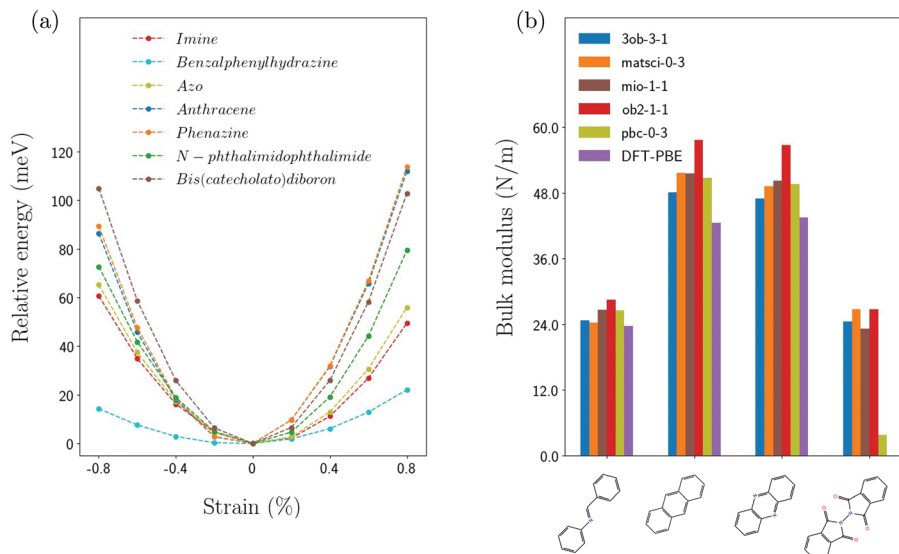 (a)
Relative energy (meV)
120
100
80
60
40
20
0
-0.8
-0.4
0
0.4
0.8
Strain (%)
Imine
Benzalphenylhydrazine
Azo
Anthracene
Phenazine
N − phthalimidophthalimide
Bis(catecholato)diboron
(b)
Bulk modulus (N/m)
60.0
48.0
36.0
24.0
12.0
0.0
3ob-3-1
matsci-0-3
mio-1-1
ob2-1-1
pbc-0-3
DFT-PBE